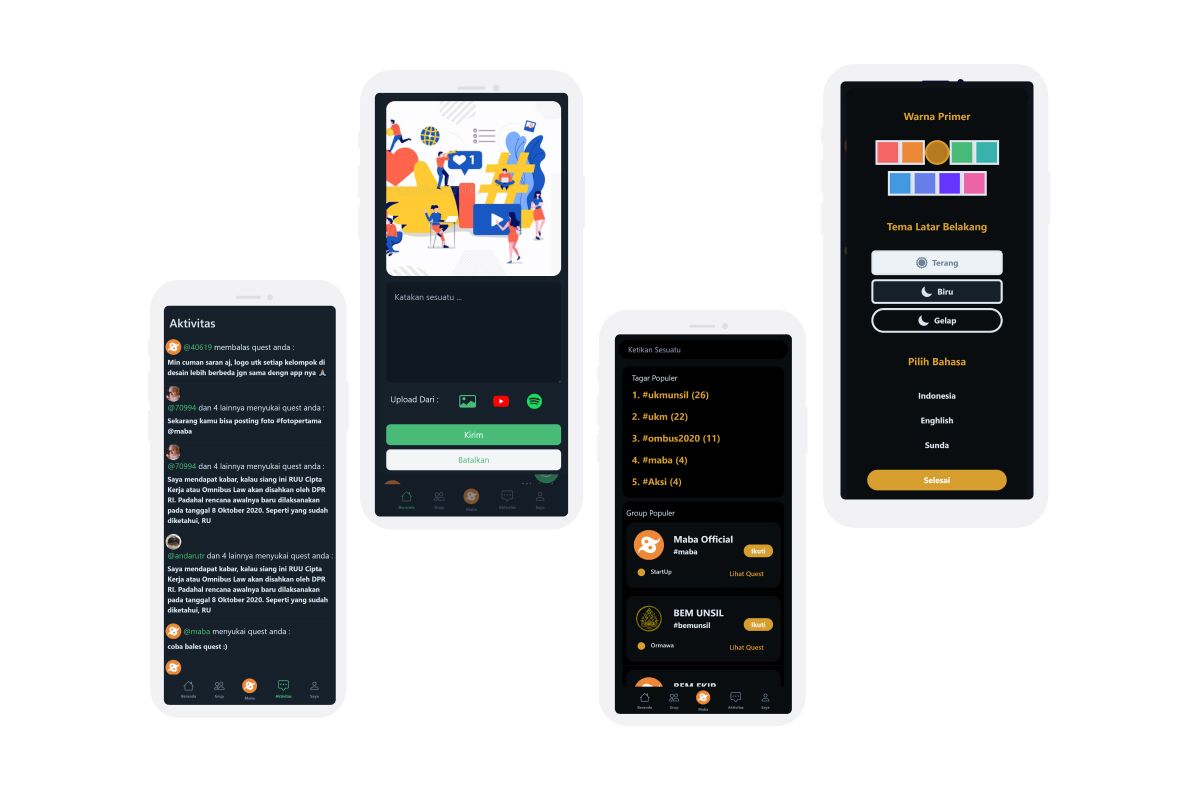 Aktivitas
@40619 membalas quest anda :
Min cuman saran aj, logo utk setiap kelompok di
desain lebih berbeda jgn sama dengn app nya 🙏
@70994 dan 4 lainnya menyukai quest anda :
Sekarang kamu bisa posting foto #fotopertama
@maba
@70994 dan 4 lainnya menyukai quest anda :
Saya mendapat kabar, kalau siang ini RUU Cipta
Kerja atau Omnibus Law akan disahkan oleh DPR
RI. Padahal rencana awalnya baru dilaksanakan
pada tanggal 8 Oktober 2020. Seperti yang sudah
diketahui, RU
@andarutr dan 4 lainnya menyukai quest anda :
Saya mendapat kabar, kalau siang ini RUU Cipta
Kerja atau Omnibus Law akan disahkan oleh DPR
RI. Padahal rencana awalnya baru dilaksanakan
pada tanggal 8 Oktober 2020. Seperti yang sudah
diketahui, RU
@maba menyukai quest anda :
coba bales quest :)
Beranda Grup Maba Aktivitas Saya
1
#
Katakan sesuatu ...
Upload Dari :
Kirim
Batalkan
Beranda Grup Maba Aktivitas Saya
Ketikan Sesuatu
Tagar Populer
1. #ukmunsil (26)
2. #ukm (22)
3. #ombus2020 (11)
4. #maba (4)
5. #Aksi (4)
Group Populer
Maba Official
#maba
Ikuti
StartUp
Lihat Quest
BEM UNSIL
#bemunsil
Ikuti
Ormawa
Lihat Quest
BEM FKIP
Beranda Grup Maba Aktivitas Saya
Warna Primer
Tema Latar Belakang
Terang
Biru
Gelap
Pilih Bahasa
Indonesia
Enghlish
Sunda
Selesai